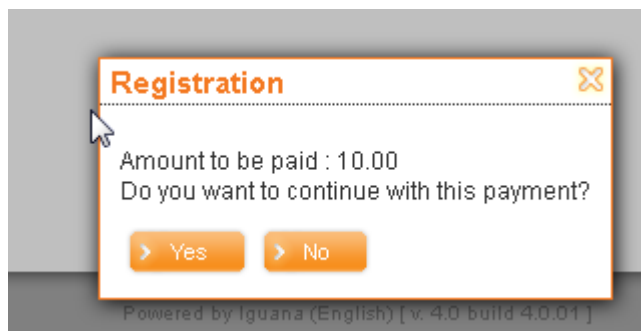 Registration
Amount to be paid : 10.00
Do you want to continue with this payment?
Yes
No
Powered by Iguana (English) [ v. 4.0 build 4.0.01 ]